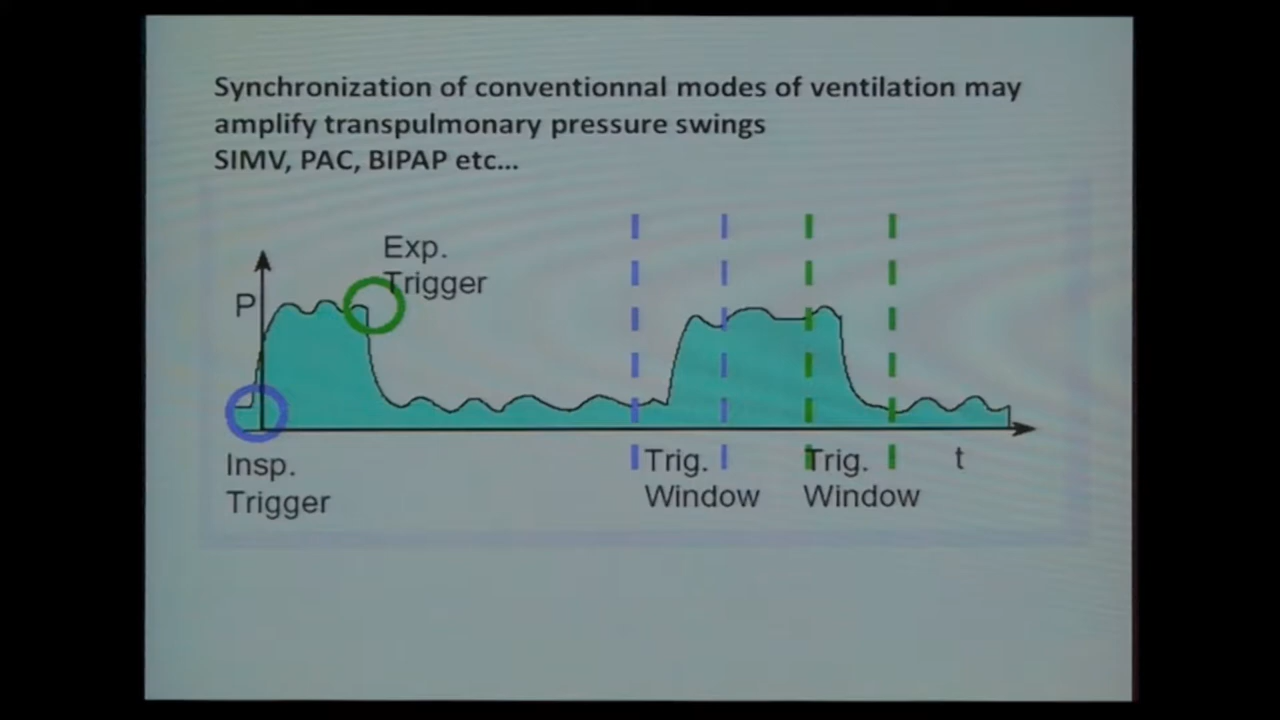 Synchronization of conventionnal modes of ventilation may
amplify transpulmonary pressure swings
SIMV, PAC, BIPAP etc...
Exp.
Trigger
P
Insp.
Trigger
Trig.
Window
Trig.
Window
t